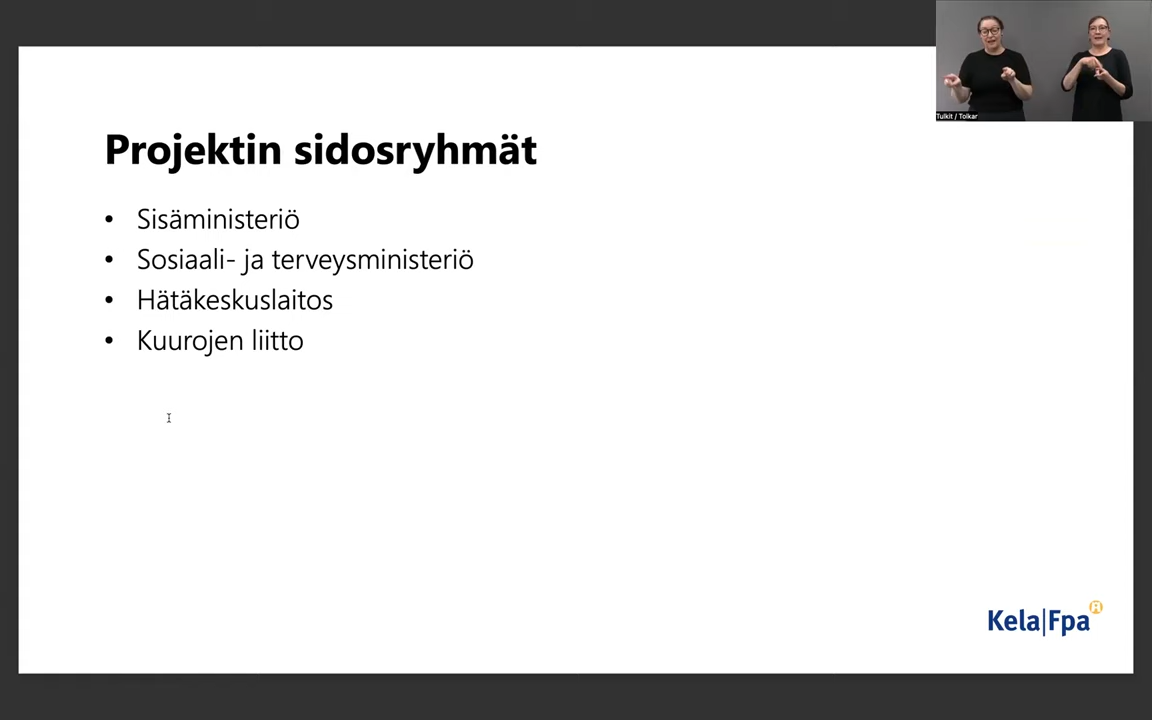 Tulkit / Tolkar
Projektin sidosryhmät
• Sisäministeriö
• Sosiaali- ja terveysministeriö
• Hätäkeskuslaitos
• Kuurojen liitto
Kela|Fpa